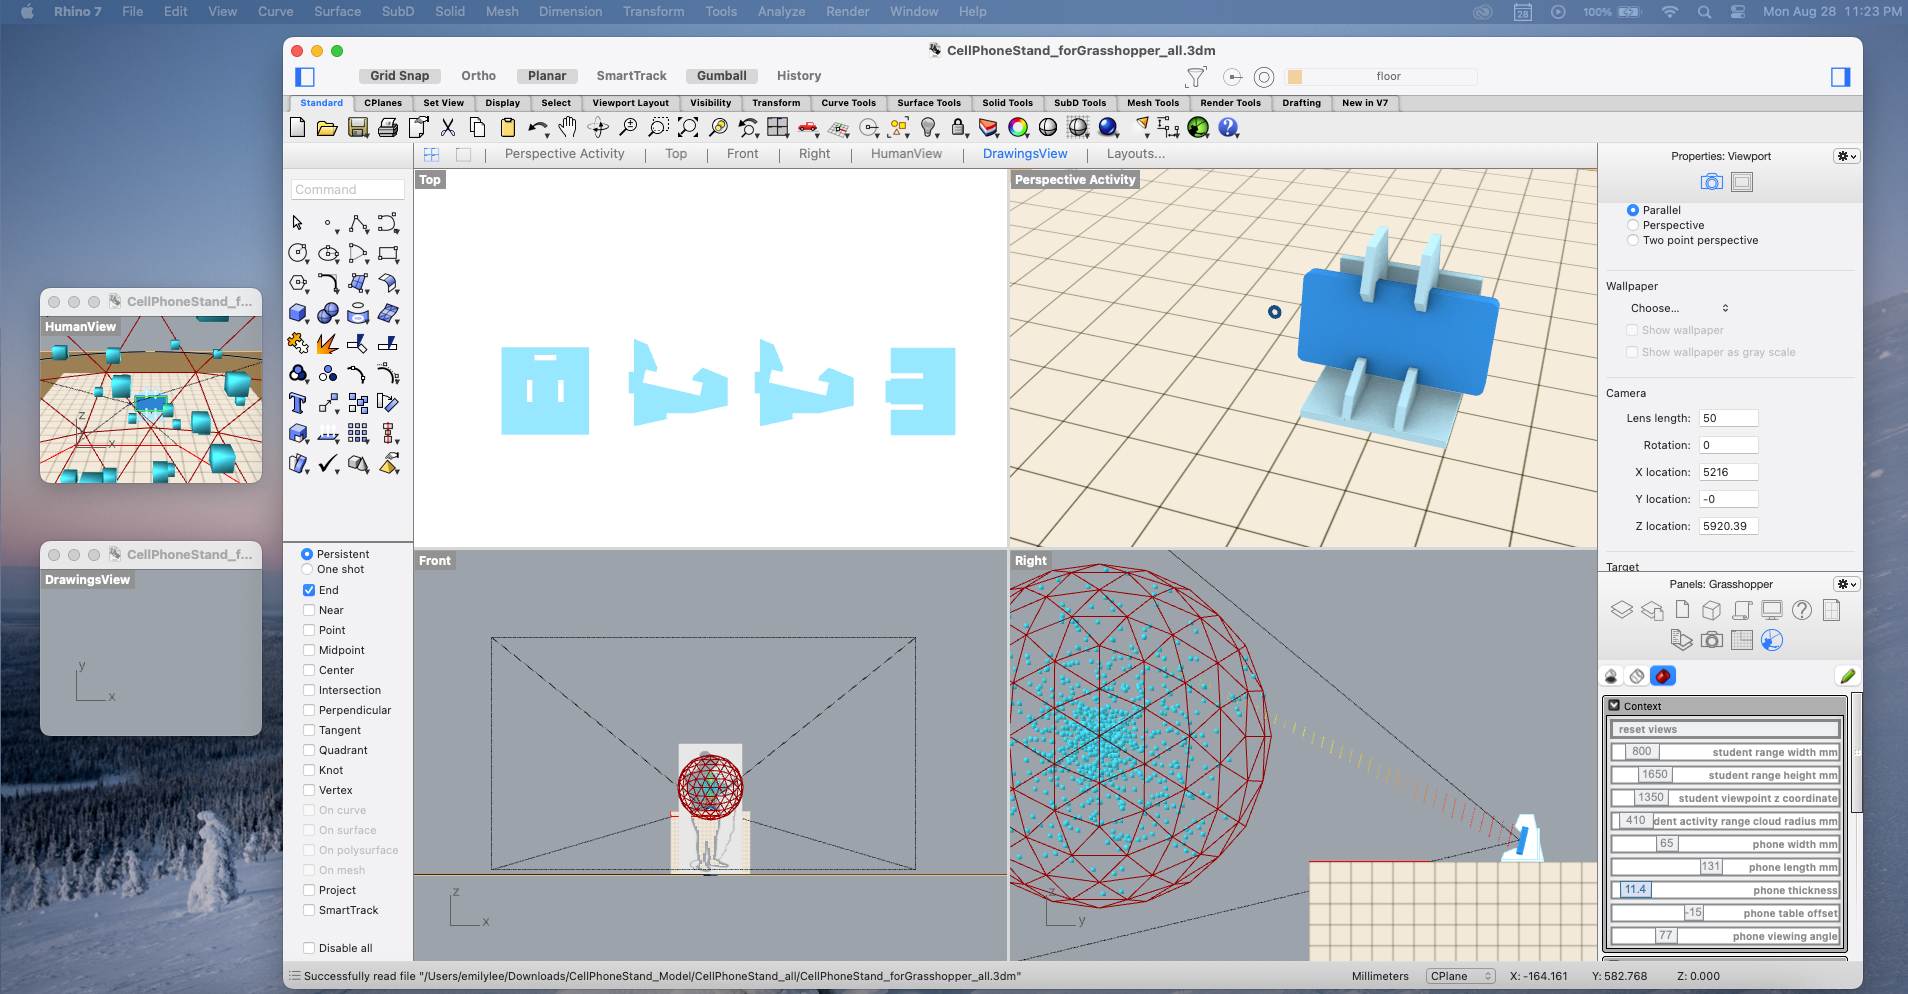 Rhino 7 File Edit View Curve Surface SubD Solid Mesh Dimension Transform Tools Analyze Render Window Help
28 100% Mon Aug 28 11:23 PM
CellPhoneStand_forGrasshopper_all.3dm
Grid Snap Ortho Planar SmartTrack Gumball History
floor
Standard CPlanes Set View Display Select Viewport Layout Visibility Transform Curve Tools Surface Tools Solid Tools SubD Tools Mesh Tools Render Tools Drafting New in V7
Perspective Activity Top Front Right HumanView DrawingsView Layouts...
Command
Top
Perspective Activity
Front
z
x
Right
z
y
CellPhoneStand_f...
HumanView
z
x
CellPhoneStand_f...
DrawingsView
y
x
Persistent
One shot
End
Near
Point
Midpoint
Center
Intersection
Perpendicular
Tangent
Quadrant
Knot
Vertex
On curve
On surface
On polysurface
On mesh
Project
SmartTrack
Disable all
Properties: Viewport
Parallel
Perspective
Two point perspective
Wallpaper
Choose...
Show wallpaper
Show wallpaper as gray scale
Camera
Lens length: 50
Rotation: 0
X location: 5216
Y location: -0
Z location: 5920.39
Target
Panels: Grasshopper
Context
reset views
800 student range width mm
1650 student range height mm
1350 student viewpoint z coordinate
410 dent activity range cloud radius mm
65 phone width mm
131 phone length mm
11.4 phone thickness
-15 phone table offset
77 phone viewing angle
Successfully read file "/Users/emilylee/Downloads/CellPhoneStand_Model/CellPhoneStand_all/CellPhoneStand_forGrasshopper_all.3dm"
Millimeters CPlane X: -164.161 Y: 582.768 Z: 0.000